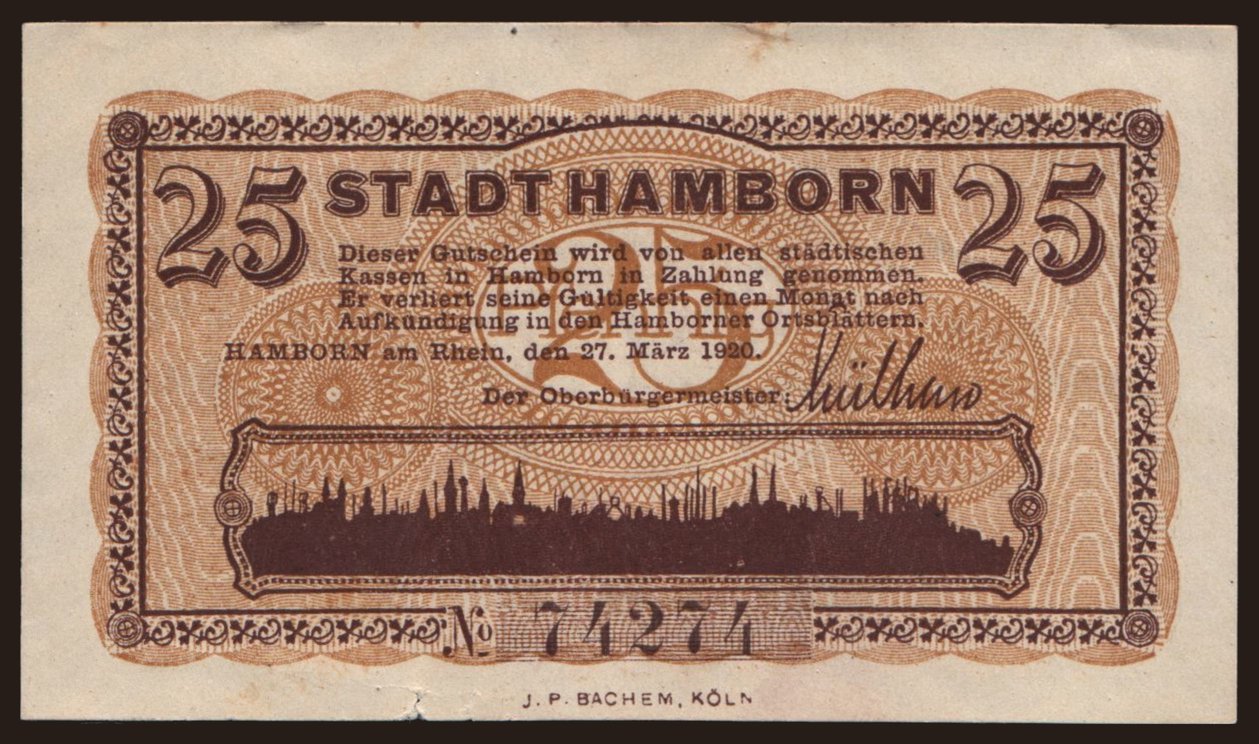 25 STADT HAMBORN 25
Dieser Gutschein wird von allen städtischen
Kassen in Hamborn in Zahlung genommen.
Er verliert seine Gültigkeit einen Monat nach
Aufkündigung in den Hamborner Ortsblättern.
HAMBORN am Rhein, den 27. März 1920.
25
Der Oberbürgermeister:
№ 74274
J. P. BACHEM, KÖLN